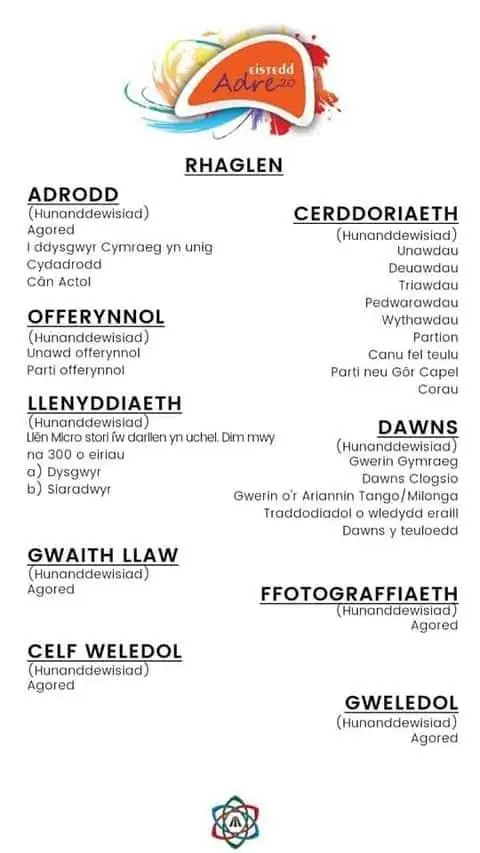 EISTEDD
Adre20
RHAGLEN
ADRODD
(Hunanddewisiad)
Agored
I ddysgwyr Cymraeg yn unig
Cydadrodd
Cân Actol
OFFERYNNOL
(Hunanddewisiad)
Unawd offerynnol
Parti offerynnol
LLENYDDIAETH
(Hunanddewisiad)
Llên Micro stori i'w darllen yn uchel. Dim mwy
na 300 o eiriau
a) Dysgwyr
b) Siaradwyr
GWAITH LLAW
(Hunanddewisiad)
Agored
CELF WELEDOL
(Hunanddewisiad)
Agored
CERDDORIAETH
(Hunanddewisiad)
Unawdau
Deuawdau
Triawdau
Pedwarawdau
Wythawdau
Partion
Canu fel teulu
Parti neu Gôr Capel
Corau
DAWNS
(Hunanddewisiad)
Gwerin Gymraeg
Dawns Clogsio
Gwerin o'r Ariannin Tango/Milonga
Traddodiadol o wledydd eraill
Dawns y teuloedd
FFOTOGRAFFIAETH
(Hunanddewisiad)
Agored
GWELEDOL
(Hunanddewisiad)
Agored